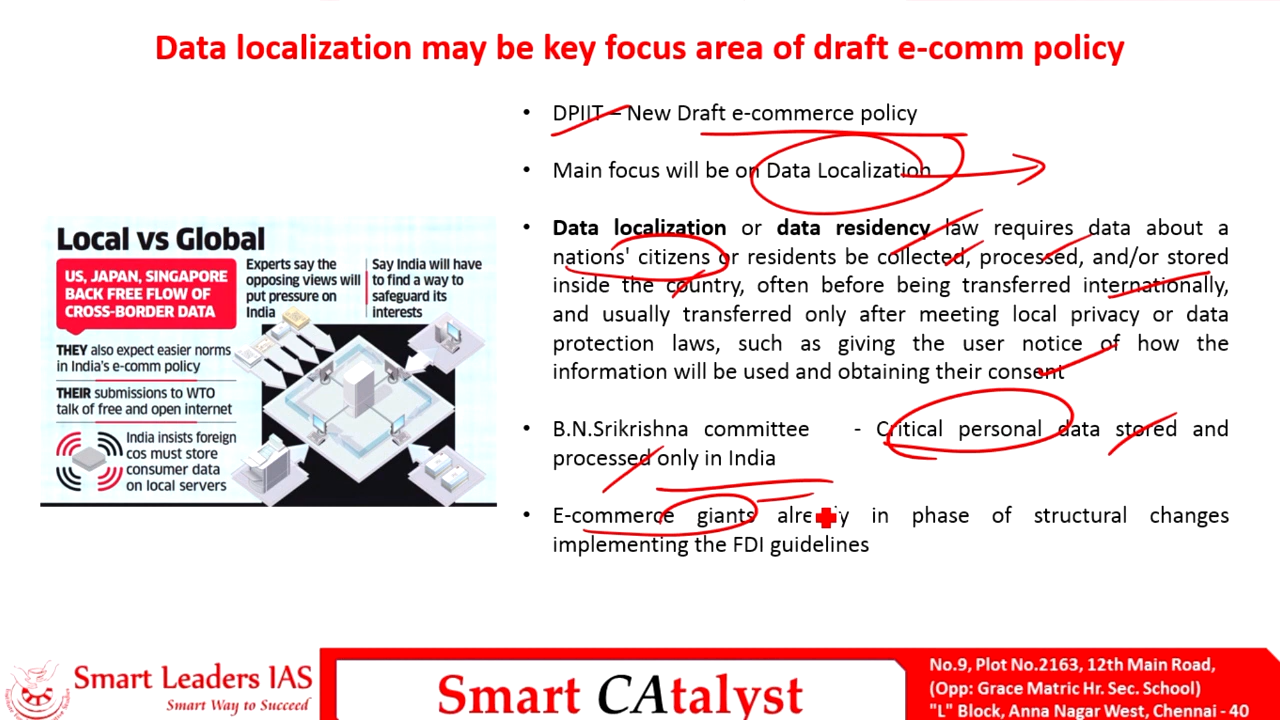 Data localization may be key focus area of draft e-comm policy
Local vs Global
US, JAPAN, SINGAPORE
BACK FREE FLOW OF
CROSS-BORDER DATA
THEY also expect easier norms
in India's e-comm policy
THEIR submissions to WTO
talk of free and open internet
India insists foreign
cos must store
consumer data
on local servers
Experts say the
opposing views will
put pressure on
India
Say India will have
to find a way to
safeguard its
interests
• DPIIT – New Draft e-commerce policy
• Main focus will be on Data Localization
• Data localization or data residency law requires data about a
nations' citizens or residents be collected, processed, and/or stored
inside the country, often before being transferred internationally,
and usually transferred only after meeting local privacy or data
protection laws, such as giving the user notice of how the
information will be used and obtaining their consent
• B.N.Srikrishna committee - Critical personal data stored and
processed only in India
• E-commerce giants already in phase of structural changes
implementing the FDI guidelines
Smart Leaders IAS
Smart Way to Succeed
Smart CAtalyst
No.9, Plot No.2163, 12th Main Road,
(Opp: Grace Matric Hr. Sec. School)
"L" Block, Anna Nagar West, Chennai - 40